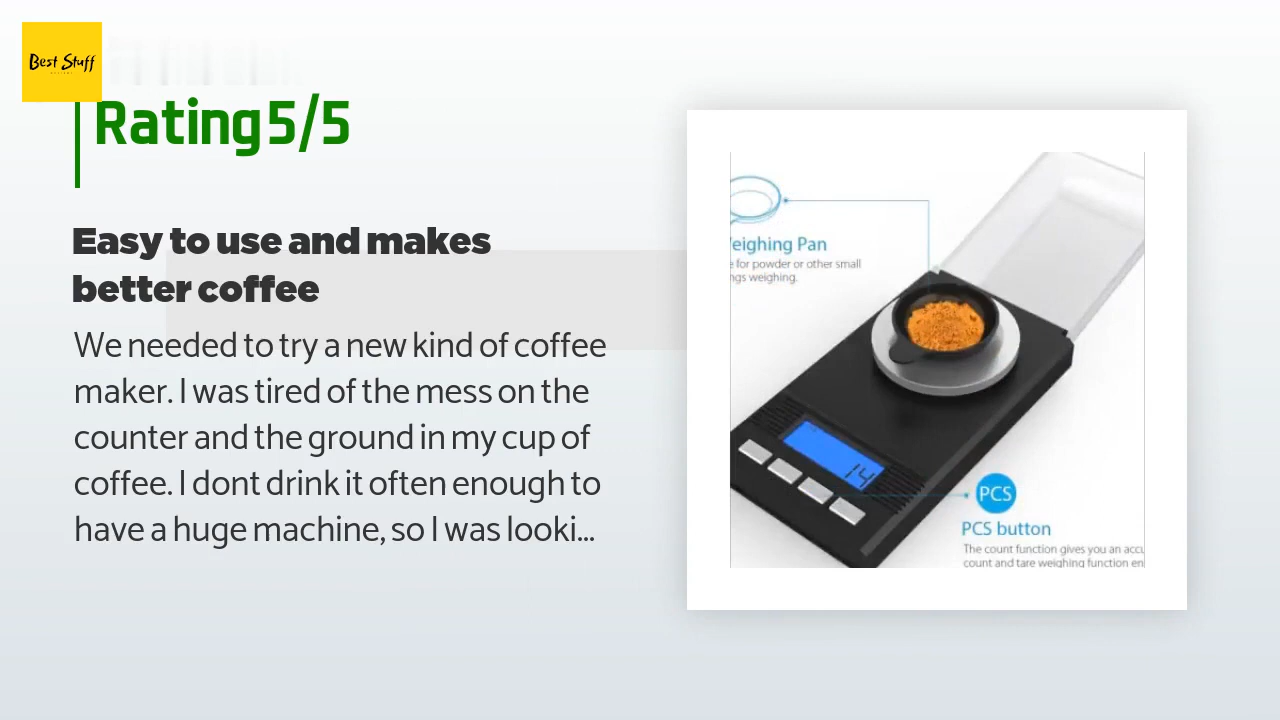 Best Stuff
Rating 5/5
Easy to use and makes
better coffee
We needed to try a new kind of coffee
maker. I was tired of the mess on the
counter and the ground in my cup of
coffee. I dont drink it often enough to
have a huge machine, so I was looki...
eighing Pan
e for powder or other small
ngs weighing.
14
PCS
PCS button
The count function gives you an accu
count and tare weighing function en